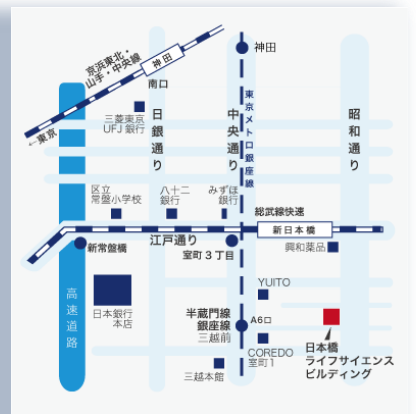 神田
京浜東北・
山手・中央線
神田
南口
←東京
三菱東京
UFJ 銀行
日銀通り
中央通り
東京メトロ銀座線
昭和通り
区立
常盤小学校
八十二
銀行
みずほ
銀行
総武線快速
新日本橋
新常盤橋
江戸通り
室町3丁目
興和薬品
高速道路
日本銀行
本店
YUITO
半蔵門線
銀座線
三越前
A6口
COREDO
室町1
三越本館
日本橋
ライフサイエンス
ビルディング